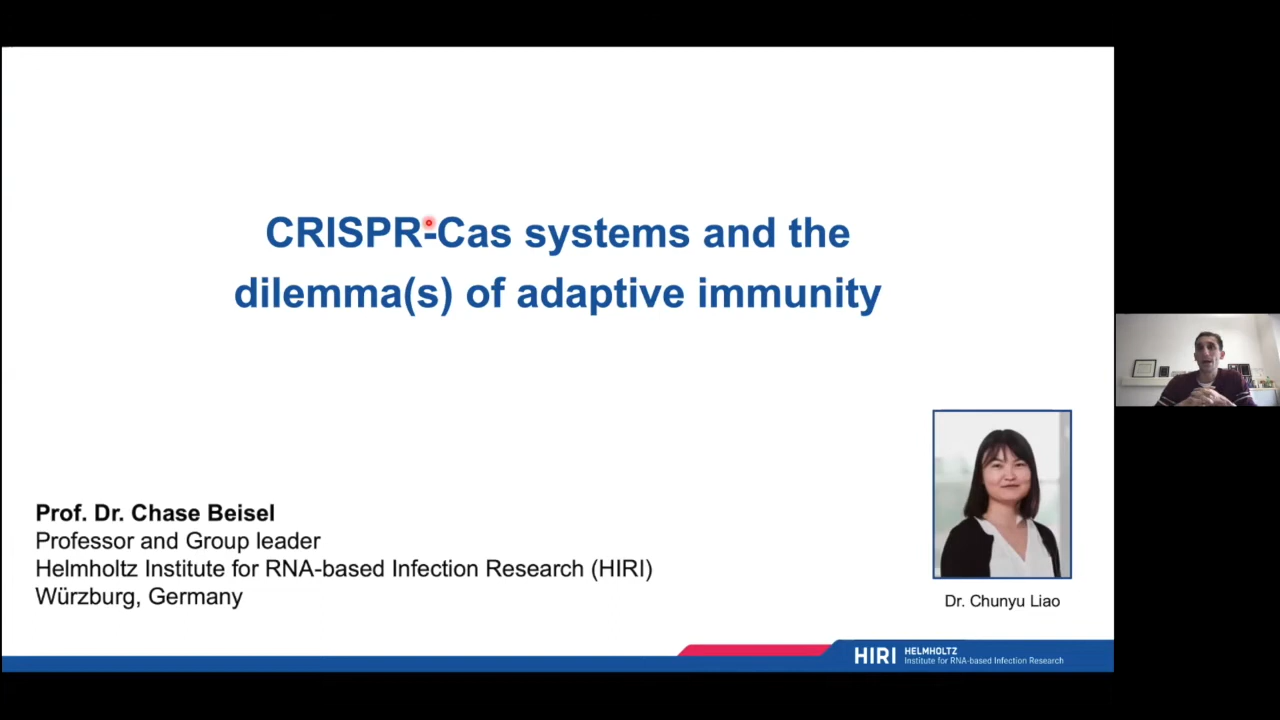 CRISPR-Cas systems and the
dilemma(s) of adaptive immunity
Prof. Dr. Chase Beisel
Professor and Group leader
Helmholtz Institute for RNA-based Infection Research (HIRI)
Würzburg, Germany
Dr. Chunyu Liao
HIRI
HELMHOLTZ
Institute for RNA-based Infection Research